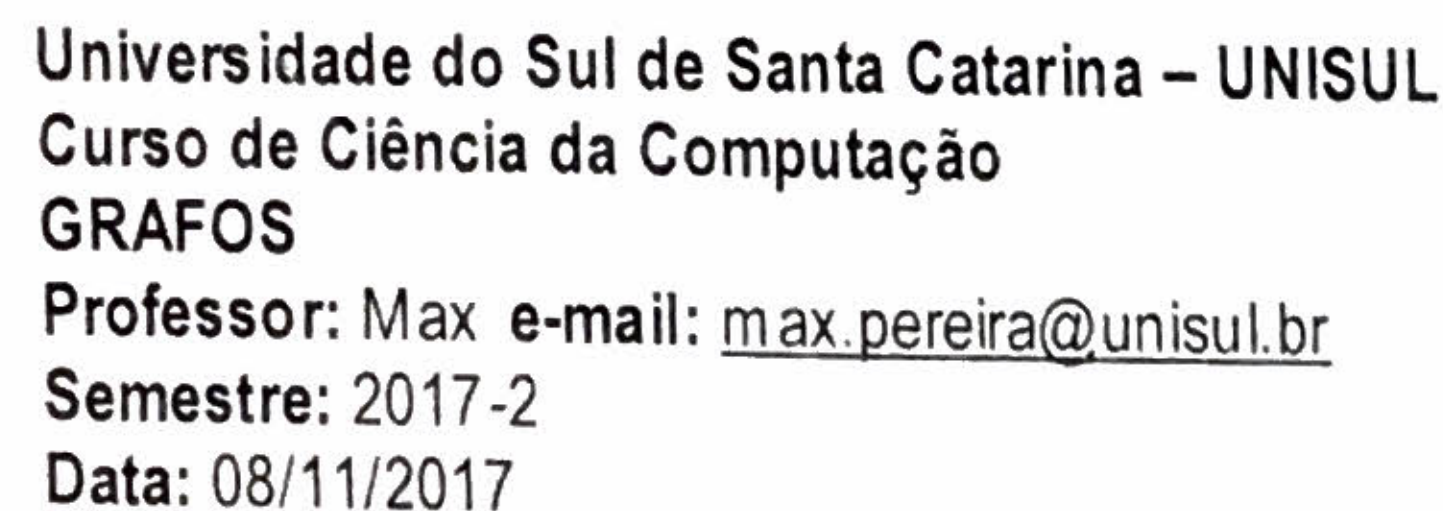 Universidade do Sul de Santa Catarina – UNISUL
Curso de Ciência da Computação
GRAFOS
Professor: Max e-mail: max.pereira@unisul.br
Semestre: 2017-2
Data: 08/11/2017